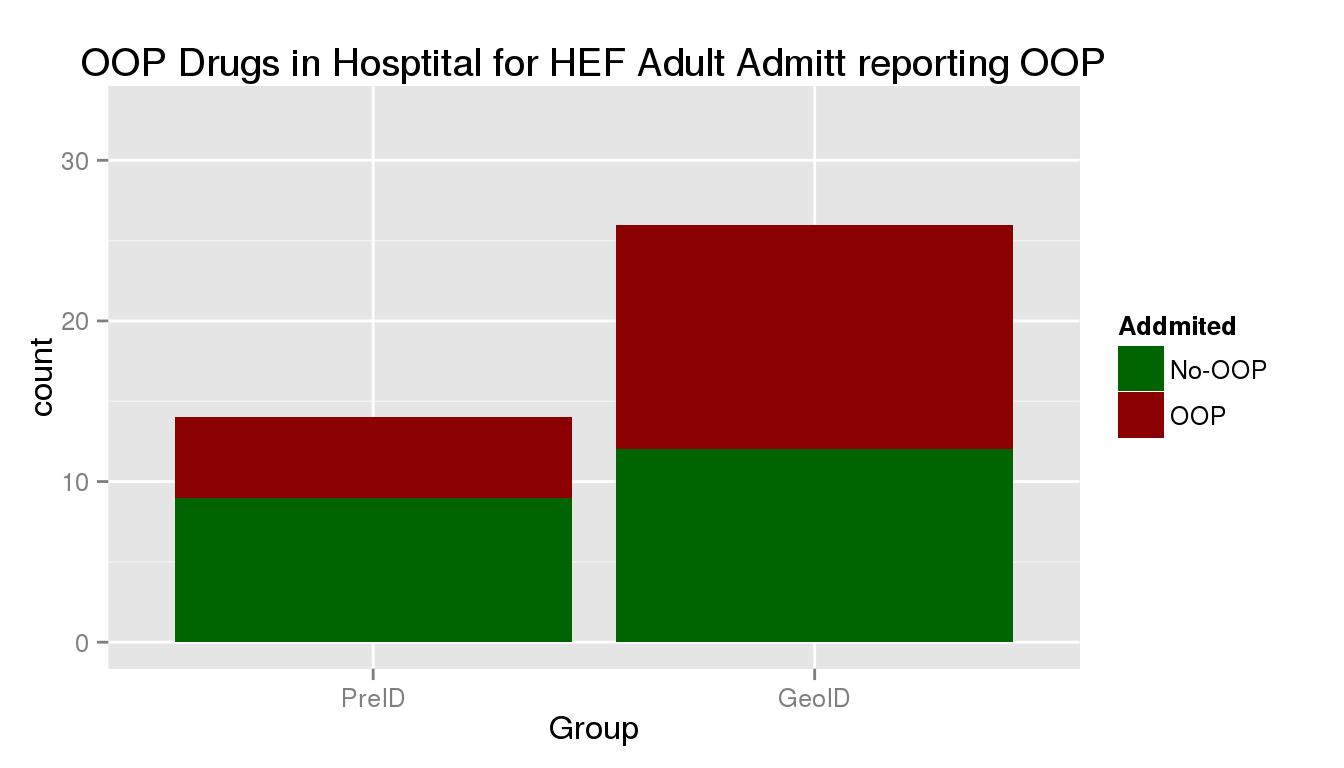 OOP Drugs in Hosptital for HEF Adult Admitt reporting OOP
30
20
10
0
count
PreID
GeoID
Group
Addmited
No-OOP
OOP